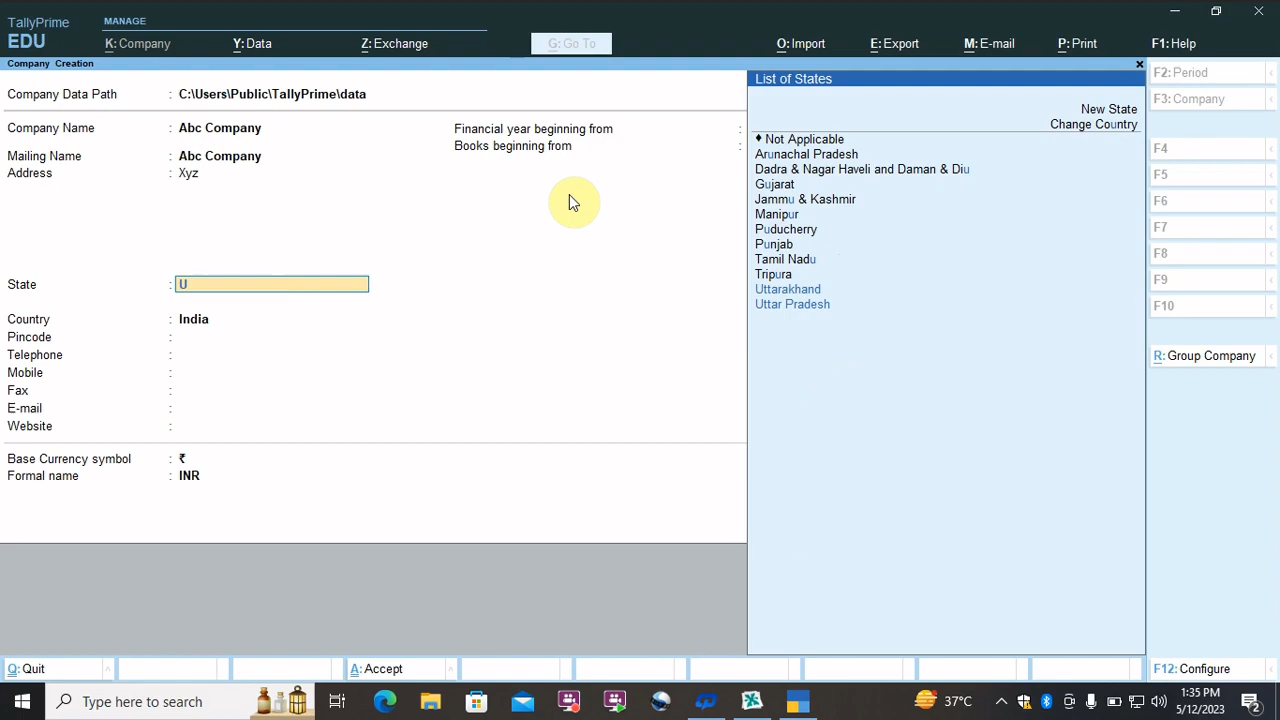 TallyPrime
EDU
MANAGE
K: Company
Y: Data
Z: Exchange
G: Go To
O: Import
E: Export
M: E-mail
P: Print
F1: Help
Company Creation
Company Data Path : C:\Users\Public\TallyPrime\data
Company Name : Abc Company
Mailing Name : Abc Company
Address : Xyz
State : U
Country : India
Pincode :
Telephone :
Mobile :
Fax :
E-mail :
Website :
Base Currency symbol : ₹
Formal name : INR
Financial year beginning from :
Books beginning from :
List of States
New State
Change Country
♦ Not Applicable
Arunachal Pradesh
Dadra & Nagar Haveli and Daman & Diu
Gujarat
Jammu & Kashmir
Manipur
Puducherry
Punjab
Tamil Nadu
Tripura
Uttarakhand
Uttar Pradesh
F2: Period
F3: Company
F4
F5
F6
F7
F8
F9
F10
R: Group Company
Q: Quit
A: Accept
F12: Configure
Type here to search
37°C
1:35 PM
5/12/2023
2